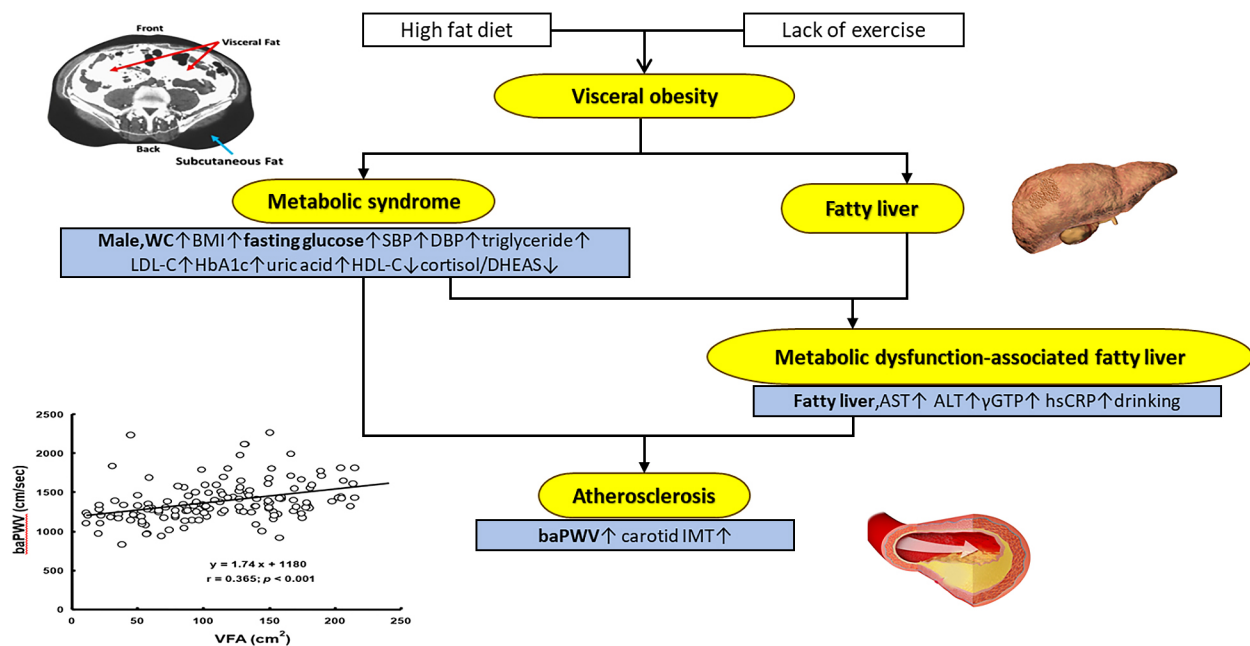 High fat diet
Lack of exercise
Front
Visceral Fat
Back
Subcutaneous Fat
Visceral obesity
Metabolic syndrome
Fatty liver
Male,WC↑BMI↑fasting glucose↑SBP↑DBP↑triglyceride↑
LDL-C↑HbA1c↑uric acid↑HDL-C↓cortisol/DHEAS↓
Metabolic dysfunction-associated fatty liver
Fatty liver,AST↑ ALT↑γGTP↑ hsCRP↑drinking
Atherosclerosis
baPWV↑ carotid IMT↑
baPWV (cm/sec)
2500
2000
1500
1000
500
0
y = 1.74 x + 1180
r = 0.365; p < 0.001
0 50 100 150 200 250
VFA (cm²)